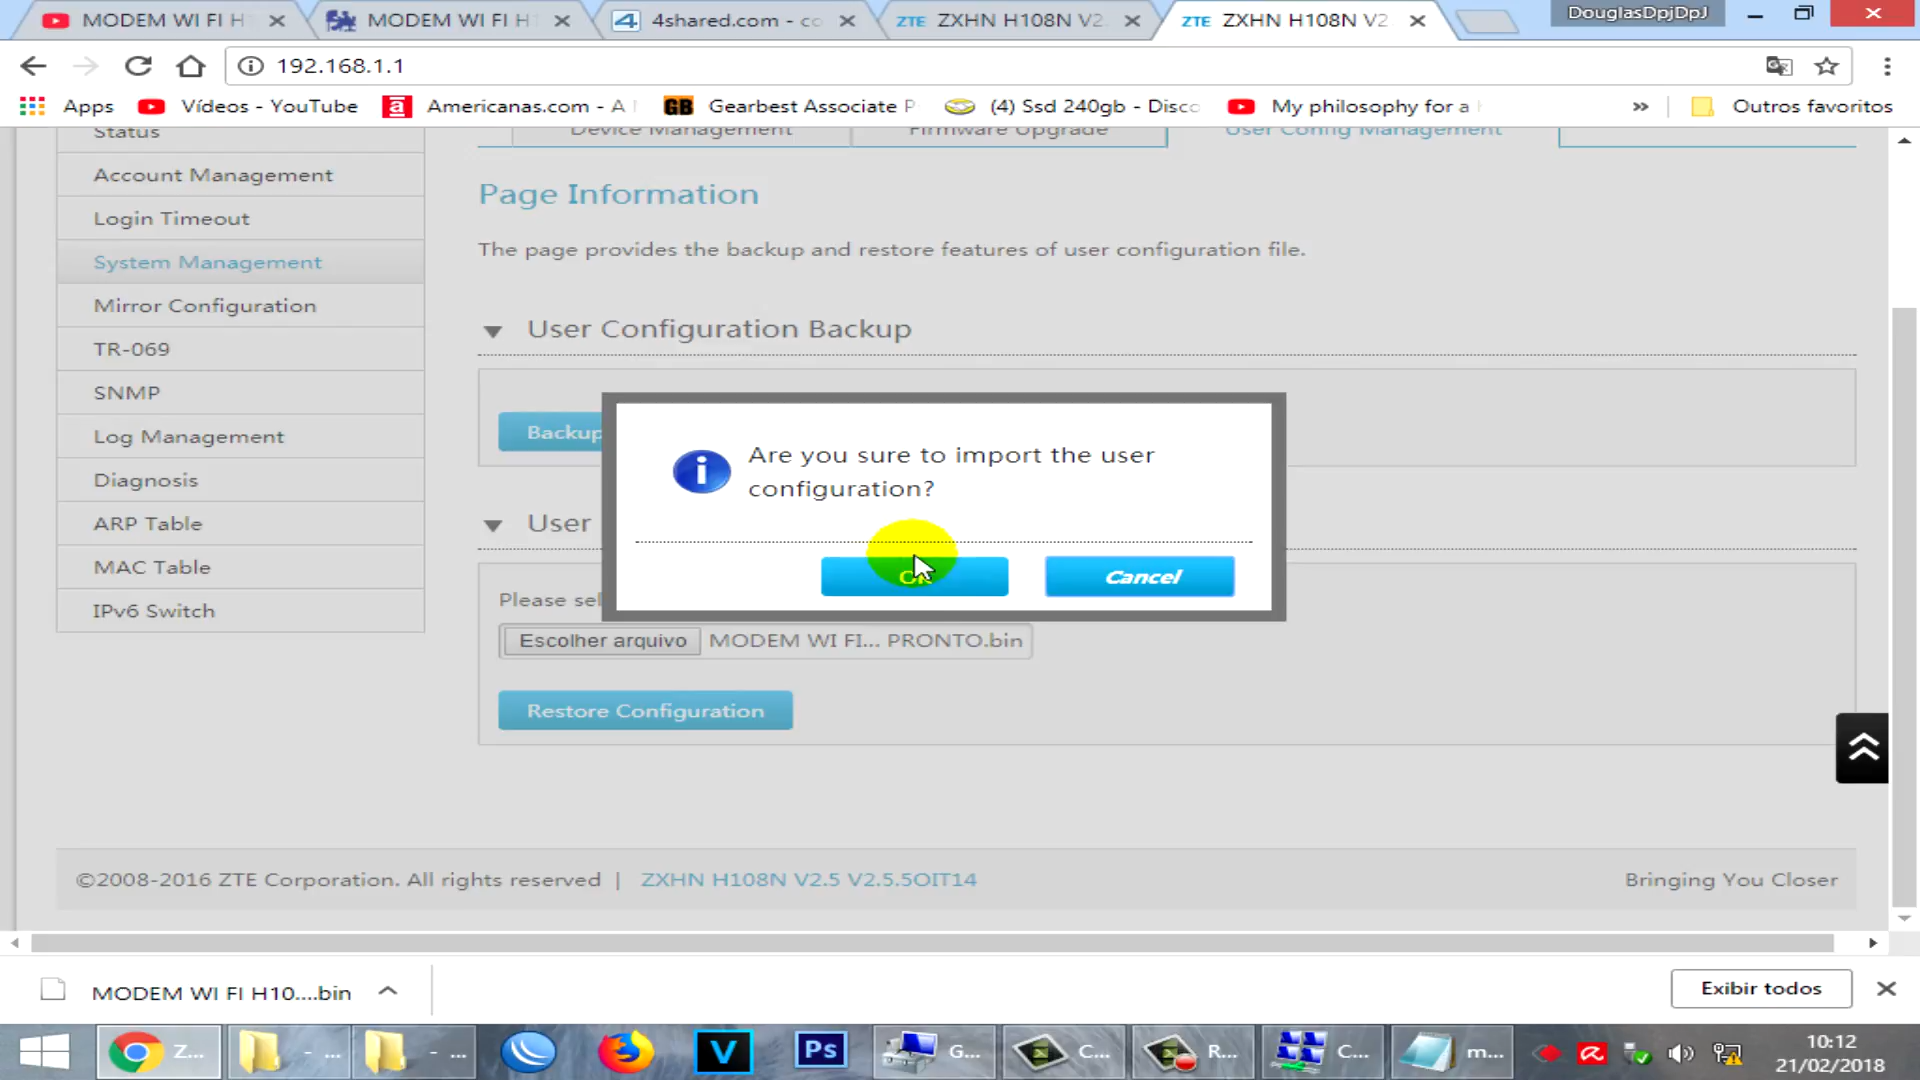 MODEM WI FI H1
MODEM WI FI H1
4shared.com - co
ZTE ZXHN H108N V2.
ZTE ZXHN H108N V2
DouglasDpjDpJ
192.168.1.1
Apps
Vídeos - YouTube
Americanas.com - A
Gearbest Associate P
(4) Ssd 240gb - Disco
My philosophy for a
»
Outros favoritos
Status
Account Management
Login Timeout
System Management
Mirror Configuration
TR-069
SNMP
Log Management
Diagnosis
ARP Table
MAC Table
IPv6 Switch
Device Management
Firmware Upgrade
User Config Management
Page Information
The page provides the backup and restore features of user configuration file.
User Configuration Backup
Backup
Are you sure to import the user
configuration?
Cancel
User
Please sel
Escolher arquivo MODEM WI FI... PRONTO.bin
Restore Configuration
©2008-2016 ZTE Corporation. All rights reserved | ZXHN H108N V2.5 V2.5.5OIT14
Bringing You Closer
MODEM WI FI H10....bin
Exibir todos
Z...
- ...
- ...
V
Ps
G...
C...
R...
C...
m...
10:12
21/02/2018